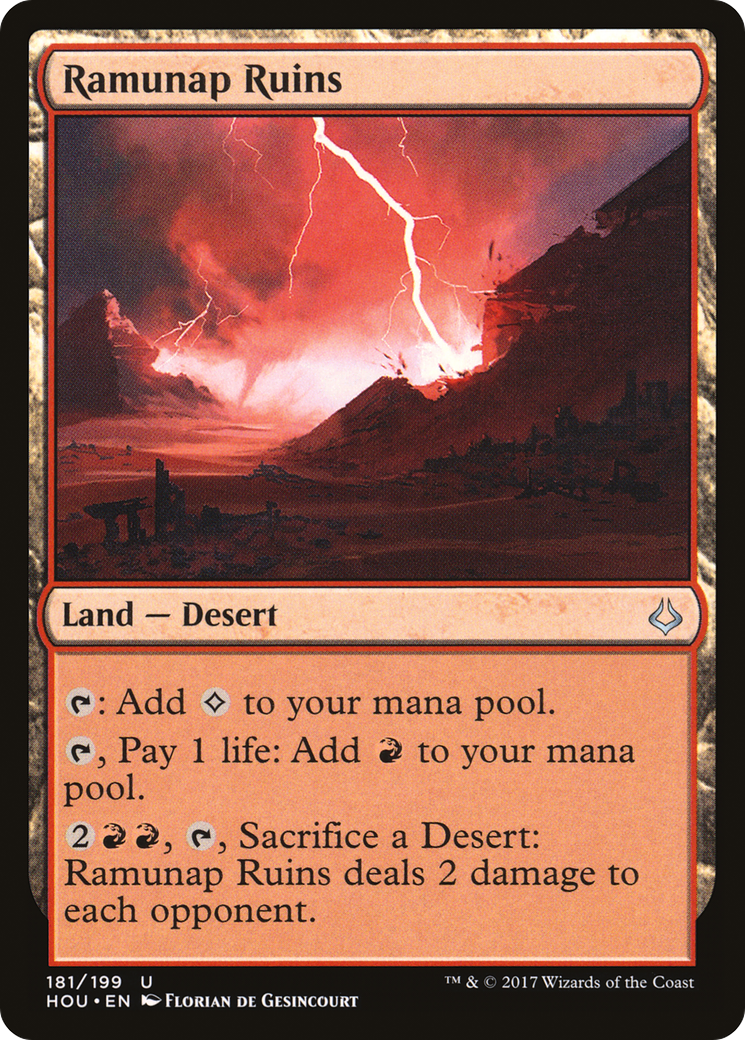 Ramunap Ruins
Land — Desert
: Add to your mana pool.
, Pay 1 life: Add to your mana
pool.
2, , Sacrifice a Desert:
Ramunap Ruins deals 2 damage to
each opponent.
181/199 U
HOU • EN Florian de Gesincourt
™ & © 2017 Wizards of the Coast